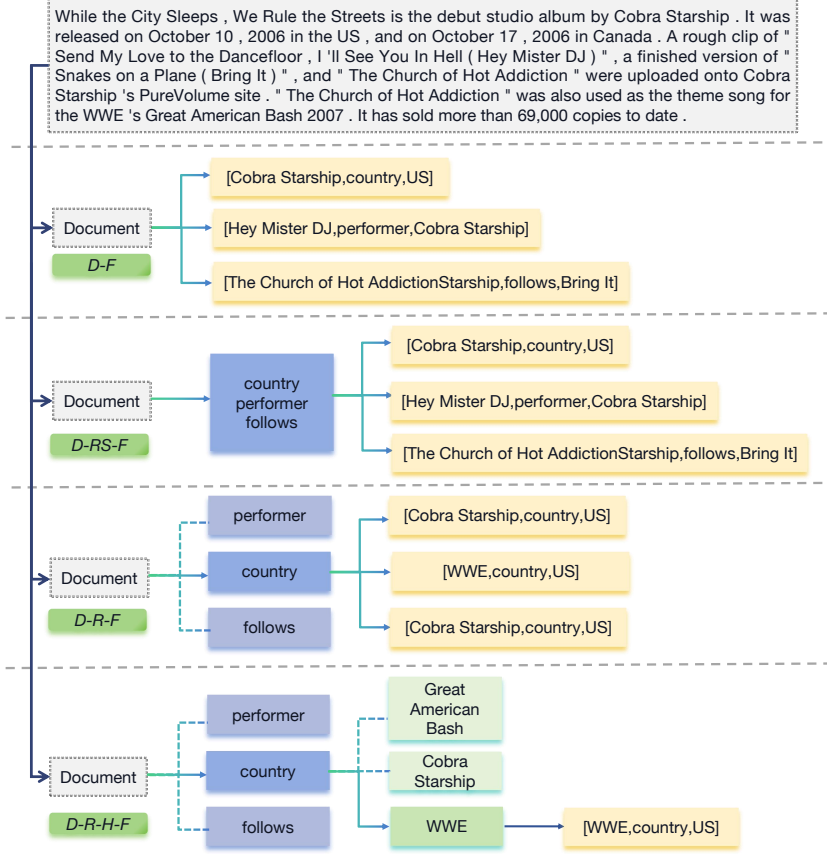 While the City Sleeps , We Rule the Streets is the debut studio album by Cobra Starship . It was
released on October 10 , 2006 in the US , and on October 17 , 2006 in Canada . A rough clip of "
Send My Love to the Dancefloor , I 'll See You In Hell ( Hey Mister DJ ) " , a finished version of "
Snakes on a Plane ( Bring It ) " , and " The Church of Hot Addiction " were uploaded onto Cobra
Starship 's PureVolume site . " The Church of Hot Addiction " was also used as the theme song for
the WWE 's Great American Bash 2007 . It has sold more than 69,000 copies to date .
[Cobra Starship,country,US]
Document
[Hey Mister DJ,performer,Cobra Starship]
D-F
[The Church of Hot AddictionStarship,follows,Bring It]
[Cobra Starship,country,US]
Document
country
performer
follows
[Hey Mister DJ,performer,Cobra Starship]
D-RS-F
[The Church of Hot AddictionStarship,follows,Bring It]
performer
[Cobra Starship,country,US]
Document
country
[WWE,country,US]
D-R-F
follows
[Cobra Starship,country,US]
performer
Great
American
Bash
Document
country
Cobra
Starship
D-R-H-F
follows
WWE
[WWE,country,US]